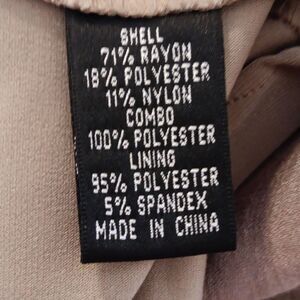 SHELL
71% RAYON
18% POLYESTER
11% NYLON
COMBO
100% POLYESTER
LINING
95% POLYESTER
5% SPANDEX
MADE IN CHINA